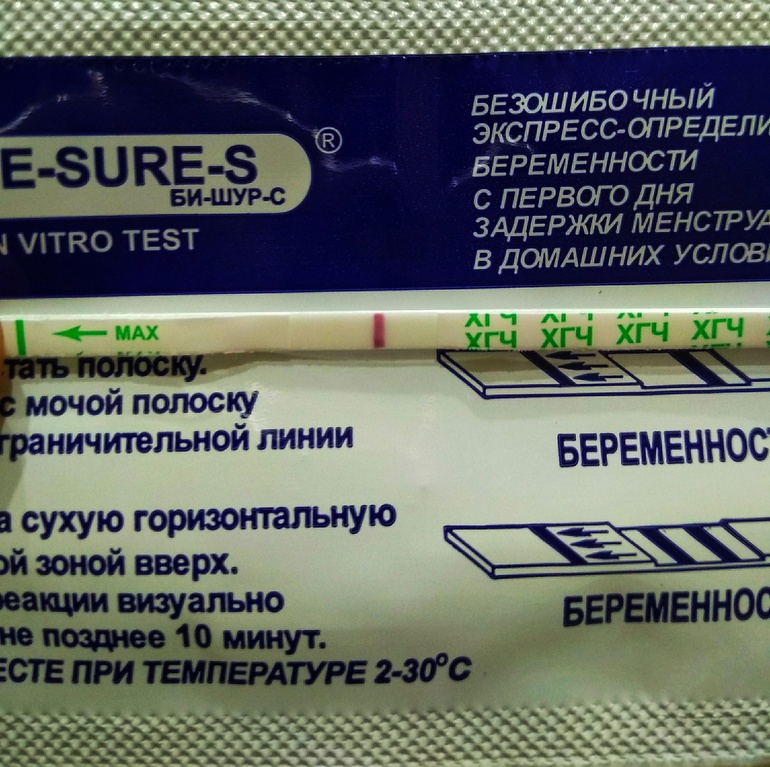 E-SURE-S ®
БИ-ШУР-С
N VITRO TEST
БЕЗОШИБОЧНЫЙ
ЭКСПРЕСС-ОПРЕДЕЛИ
БЕРЕМЕННОСТИ
С ПЕРВОГО ДНЯ
ЗАДЕРЖКИ МЕНСТРУА
В ДОМАШНИХ УСЛОВИ
MAX
ХГЧ ХГЧ ХГЧ ХГЧ
ХГЧ ХГЧ ХГЧ ХГЧ
тать полоску.
с мочой полоску
граничительной линии
БЕРЕМЕННОСТ
а сухую горизонтальную
ой зоной вверх.
реакции визуально
не позднее 10 минут.
БЕРЕМЕННОС
ЕСТЕ ПРИ ТЕМПЕРАТУРЕ 2-30°С